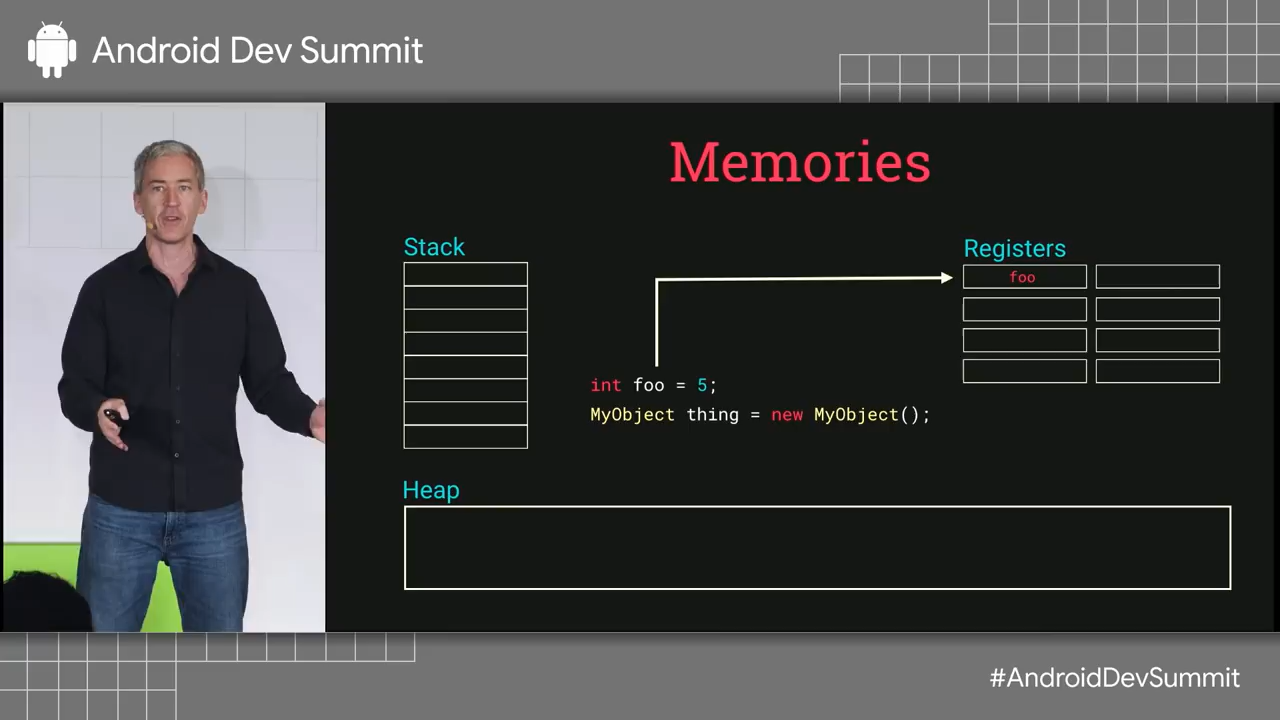 Android Dev Summit
Memories
Stack
Registers
foo
int foo = 5;
MyObject thing = new MyObject();
Heap
#AndroidDevSummit